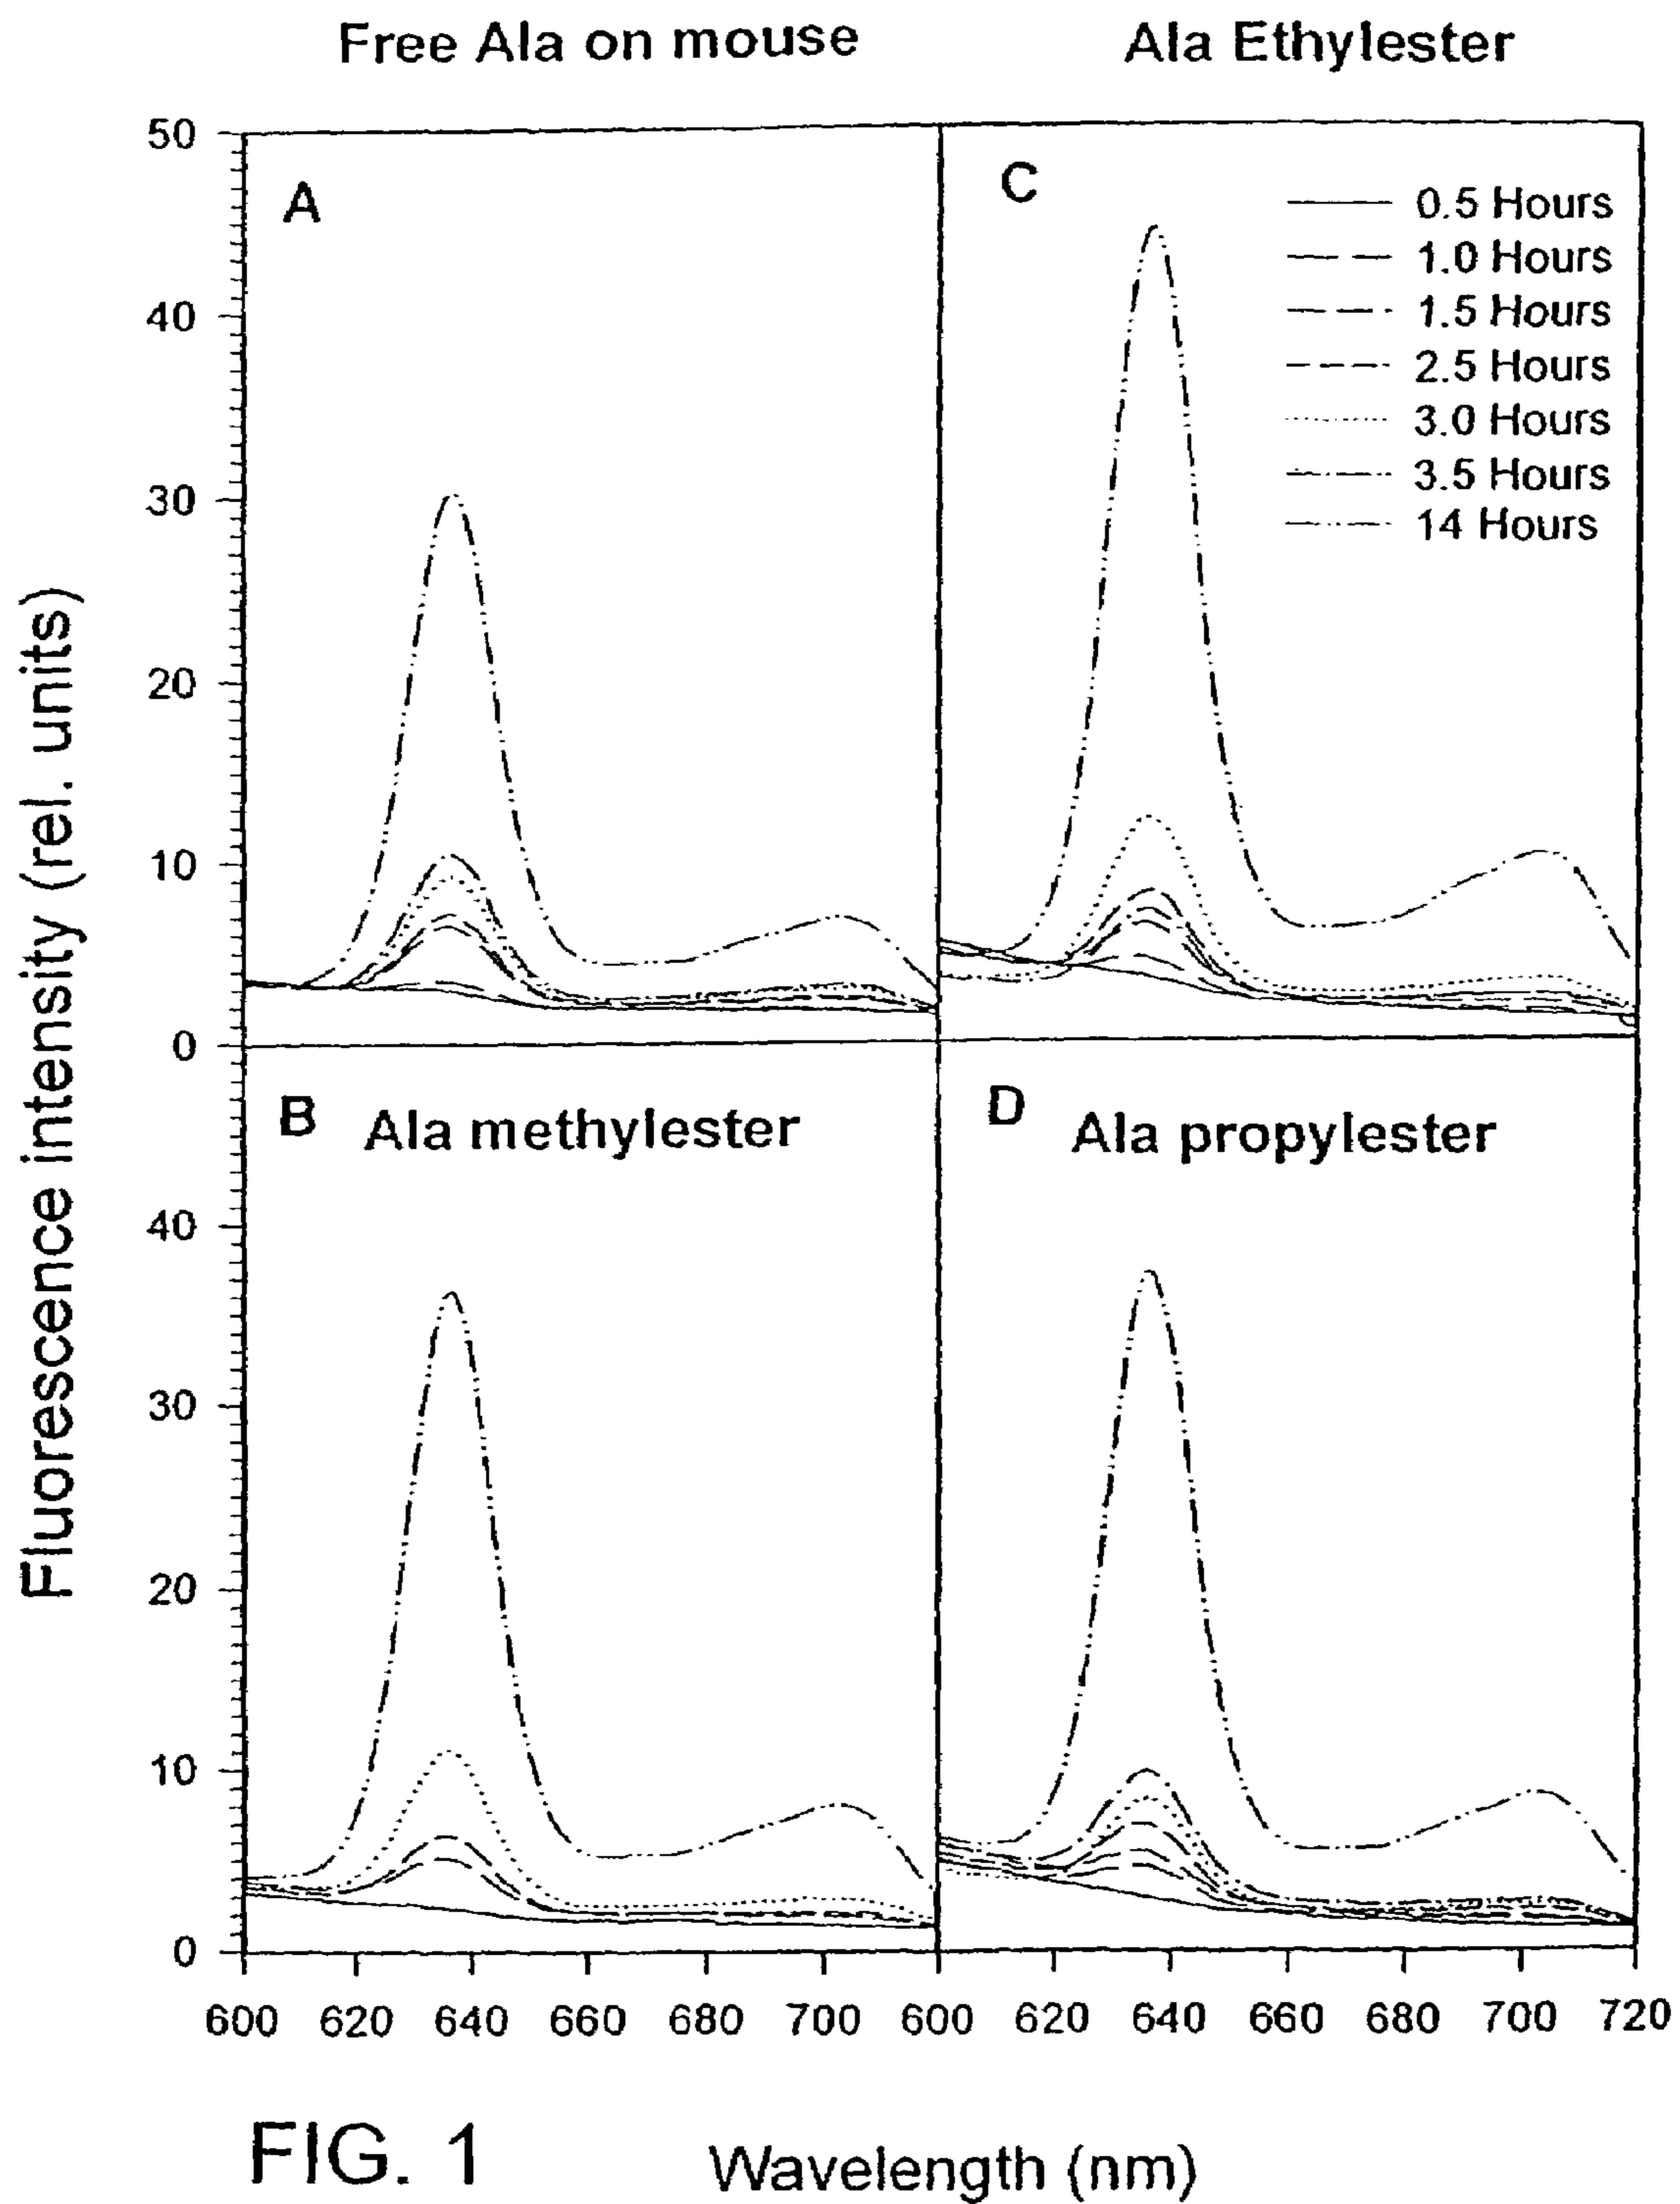 Free Ala on mouse
Ala Ethylester
Fluorescence intensity (rel. units)
50
40
30
20
10
0
A
C
0.5 Hours
1.0 Hours
1.5 Hours
2.5 Hours
3.0 Hours
3.5 Hours
14 Hours
B Ala methylester
D Ala propylester
40
30
20
10
0
600 620 640 660 680 700 600 620 640 660 680 700 720
FIG. 1
Wavelength (nm)